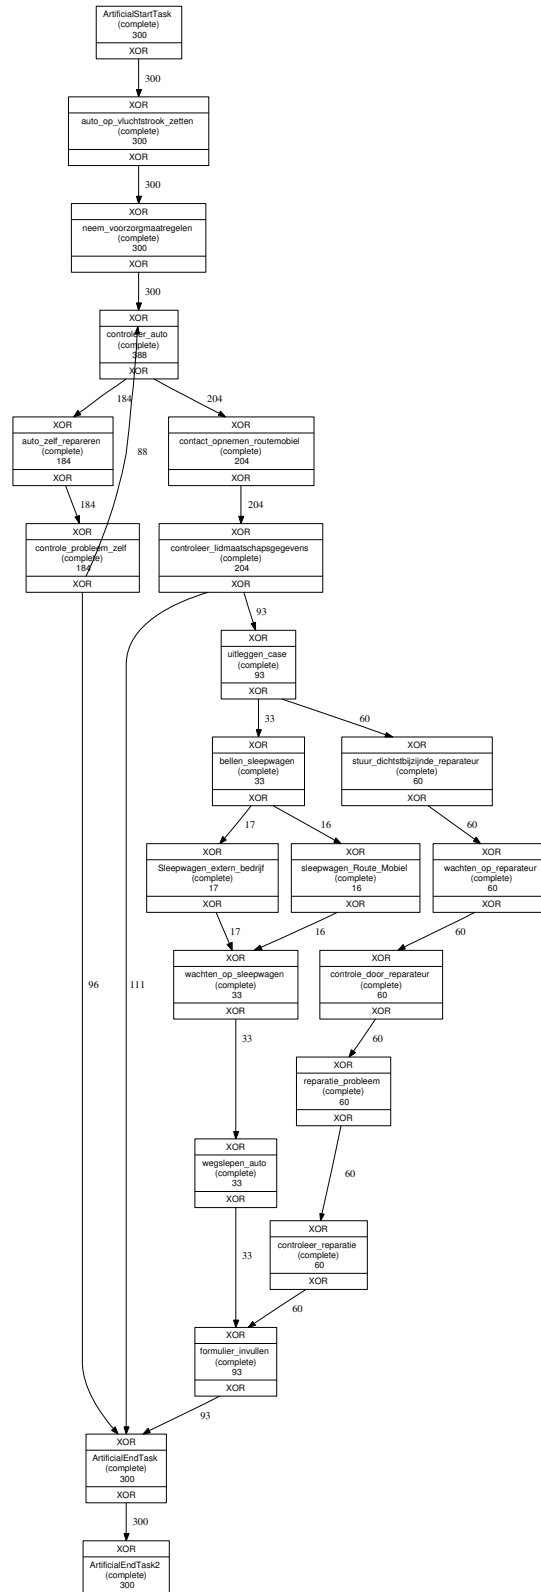 ArtificialStartTask
(complete)
300
XOR
300
XOR
auto_op_vluchtstrook_zetten
(complete)
300
XOR
300
XOR
neem_voorzorgmaatregelen
(complete)
300
XOR
300
XOR
controleer_auto
(complete)
388
XOR
184
204
88
XOR
auto_zelf_repareren
(complete)
184
XOR
XOR
contact_opnemen_routemobiel
(complete)
204
XOR
184
204
XOR
controle_probleem_zelf
(complete)
184
XOR
XOR
controleer_lidmaatschapsgegevens
(complete)
204
XOR
93
XOR
uitleggen_case
(complete)
93
XOR
33
60
XOR
bellen_sleepwagen
(complete)
33
XOR
XOR
stuur_dichtstbijzijnde_reparateur
(complete)
60
XOR
17
16
60
XOR
Sleepwagen_extern_bedrijf
(complete)
17
XOR
XOR
sleepwagen_Route_Mobiel
(complete)
16
XOR
XOR
wachten_op_reparateur
(complete)
60
XOR
17
16
60
96
111
XOR
wachten_op_sleepwagen
(complete)
33
XOR
XOR
controle_door_reparateur
(complete)
60
XOR
33
60
XOR
reparatie_probleem
(complete)
60
XOR
60
XOR
wegslepen_auto
(complete)
33
XOR
33
XOR
controleer_reparatie
(complete)
60
XOR
60
XOR
formulier_invullen
(complete)
93
XOR
93
XOR
ArtificialEndTask
(complete)
300
XOR
300
XOR
ArtificialEndTask2
(complete)
300